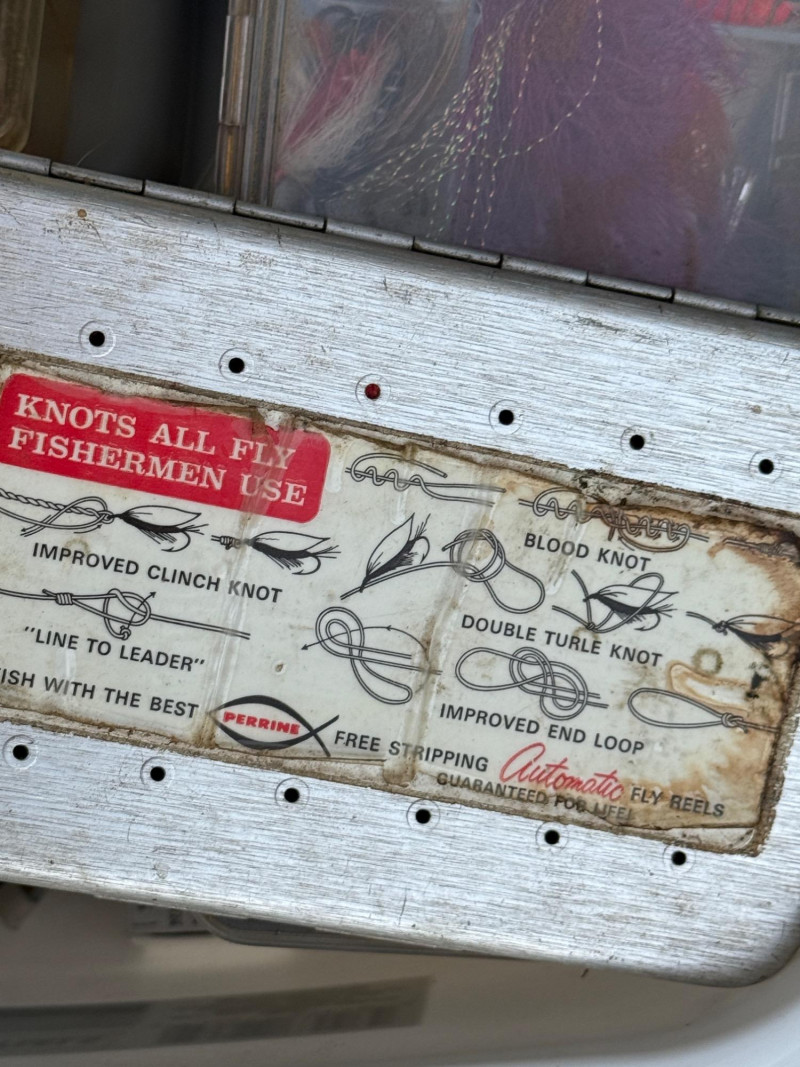 KNOTS ALL FLY
FISHERMEN USE
IMPROVED CLINCH KNOT
BLOOD KNOT
"LINE TO LEADER"
DOUBLE TURLE KNOT
IMPROVED END LOOP
ISH WITH THE BEST PERRINE FREE STRIPPING Automatic FLY REELS
GUARANTEED FOR LIFE!